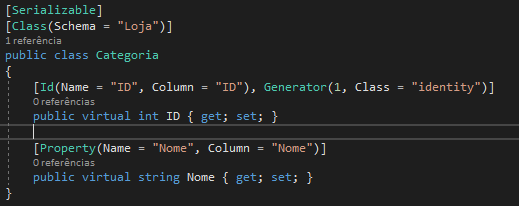 [Serializable]
[Class(Schema = "Loja")]
1 referência
public class Categoria
{
[Id(Name = "ID", Column = "ID"), Generator(1, Class = "identity")]
0 referências
public virtual int ID { get; set; }
[Property(Name = "Nome", Column = "Nome")]
0 referências
public virtual string Nome { get; set; }
}